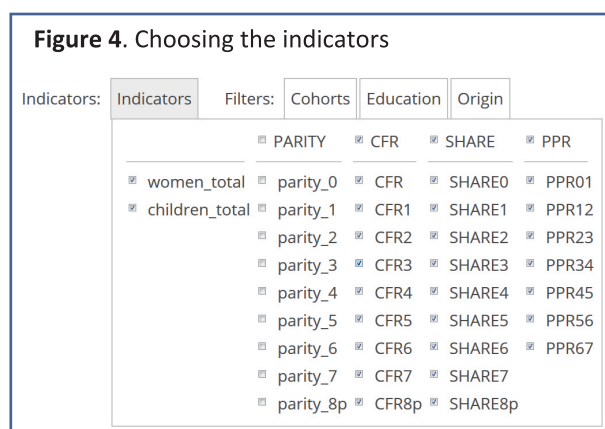 Figure 4. Choosing the indicators
Indicators: Indicators Filters: Cohorts Education Origin
PARITY CFR SHARE PPR
women_total parity_0 CFR SHARE0 PPR01
children_total parity_1 CFR1 SHARE1 PPR12
parity_2 CFR2 SHARE2 PPR23
parity_3 CFR3 SHARE3 PPR34
parity_4 CFR4 SHARE4 PPR45
parity_5 CFR5 SHARE5 PPR56
parity_6 CFR6 SHARE6 PPR67
parity_7 CFR7 SHARE7
parity_8p CFR8p SHARE8p